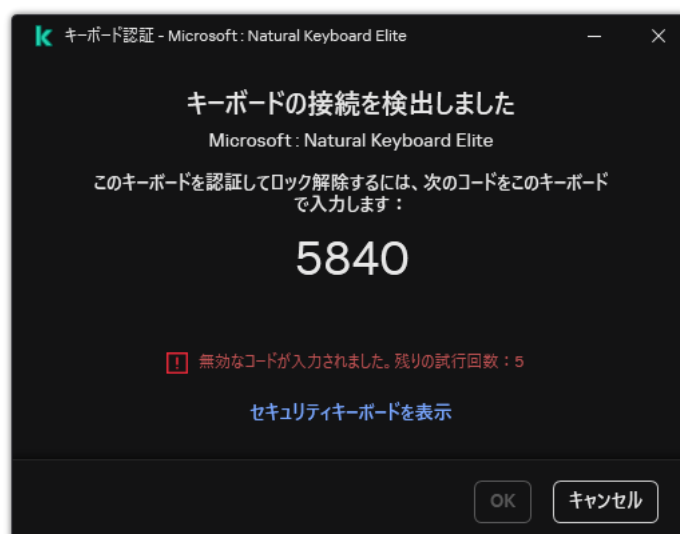 キーボード認証 - Microsoft : Natural Keyboard Elite
キーボードの接続を検出しました
Microsoft : Natural Keyboard Elite
このキーボードを認証してロック解除するには、次のコードをこのキーボード
で入力します：
5840
無効なコードが入力されました。残りの試行回数：5
セキュリティキーボードを表示
OK
キャンセル